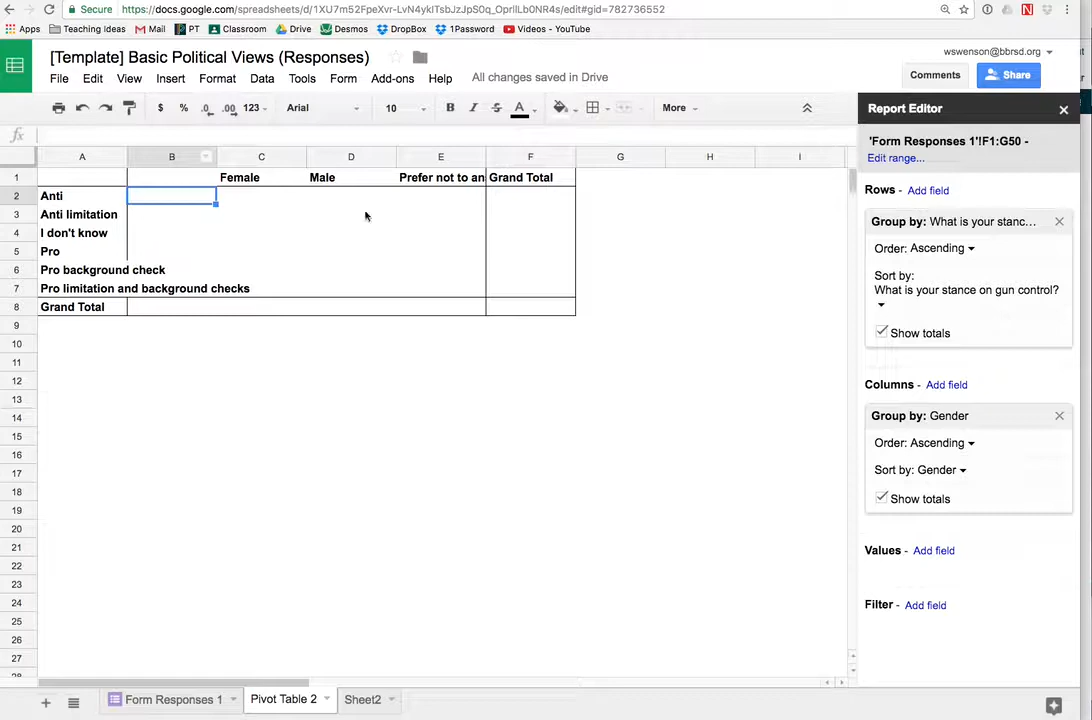 Secure https://docs.google.com/spreadsheets/d/1XU7m52FpeXvr-LvN4ykITsbJzJpS0q_OprILb0NR4s/edit#gid=782736552
Apps Teaching Ideas Mail PT Classroom Drive Desmos DropBox 1Password Videos - YouTube
[Template] Basic Political Views (Responses)
wswenson@bbrsd.org
File Edit View Insert Format Data Tools Form Add-ons Help All changes saved in Drive
Comments Share
$ % .0 .00 123 Arial 10 B I S A More
Report Editor
fx
'Form Responses 1'!F1:G50 -
Edit range...
A B C D E F G H I
1 Female Male Prefer not to an Grand Total
2 Anti
3 Anti limitation
4 I don't know
5 Pro
6 Pro background check
7 Pro limitation and background checks
8 Grand Total
9
10
11
12
13
14
15
16
17
18
19
20
21
22
23
24
25
26
27
28
Rows - Add field
Group by: What is your stanc...
Order: Ascending
Sort by:
What is your stance on gun control?
Show totals
Columns - Add field
Group by: Gender
Order: Ascending
Sort by: Gender
Show totals
Values - Add field
Filter - Add field
Form Responses 1 Pivot Table 2 Sheet2